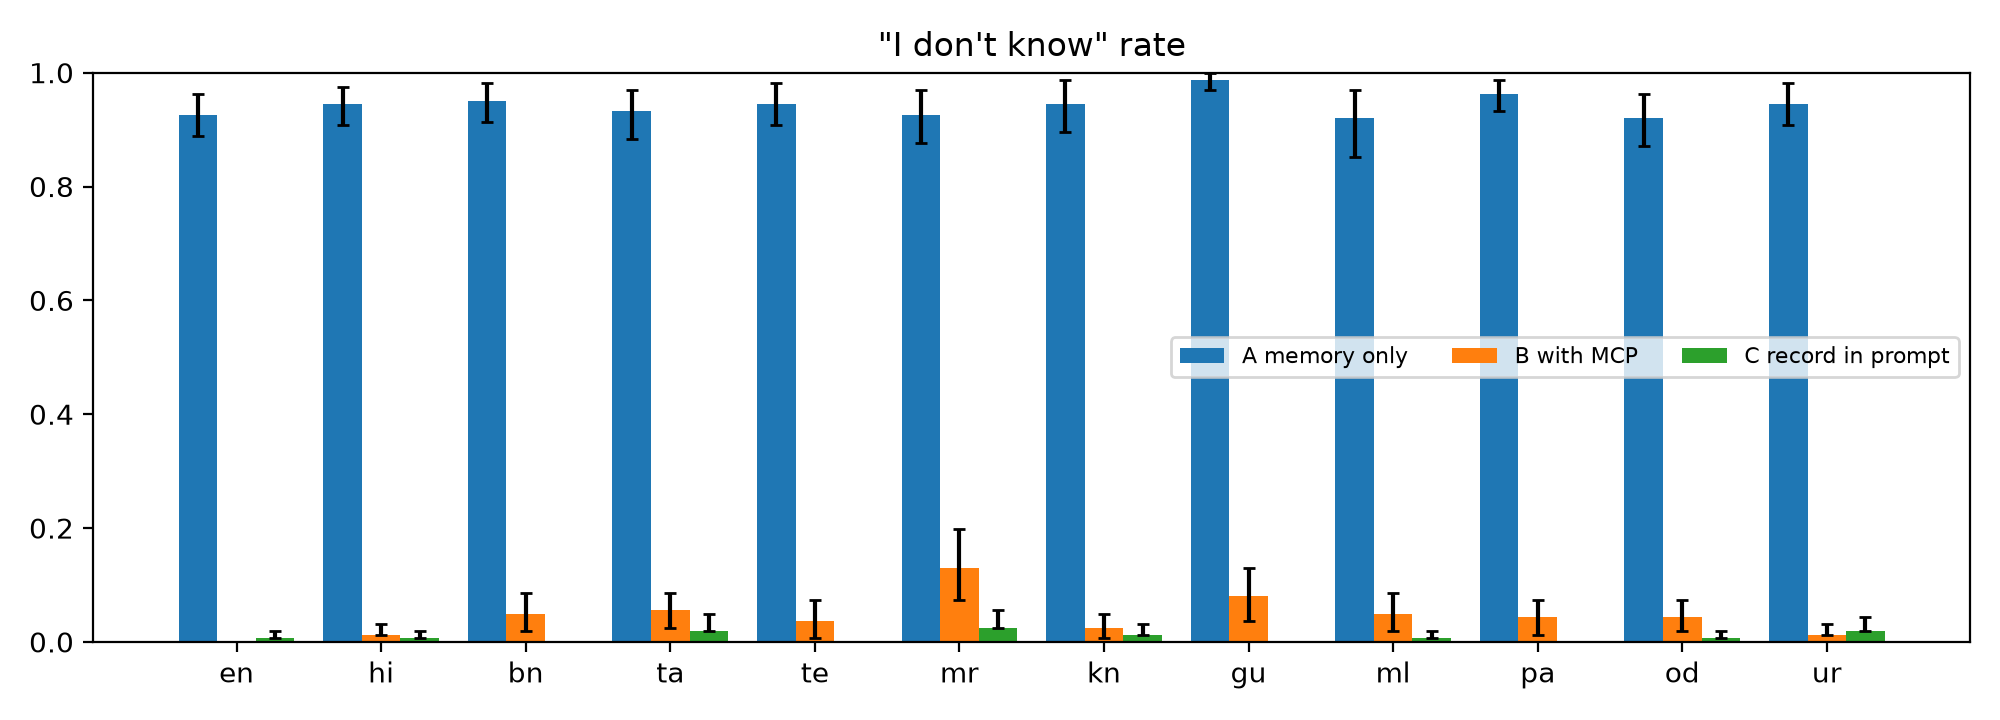 "I don't know" rate
1.0
0.8
0.6
0.4
0.2
0.0
A memory only B with MCP C record in prompt
en hi bn ta te mr kn gu ml pa od ur